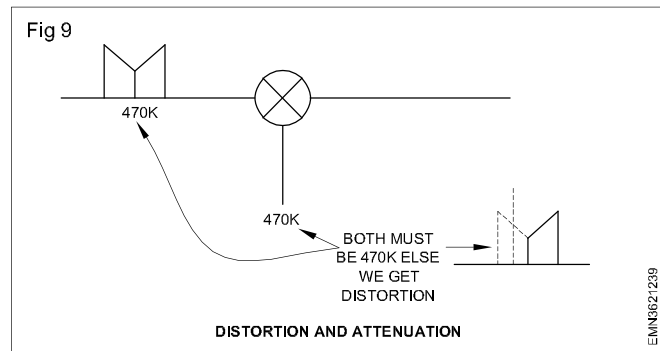 Fig 9
470K
470K
BOTH MUST
BE 470K ELSE
WE GET
DISTORTION
DISTORTION AND ATTENUATION
EMN3621239